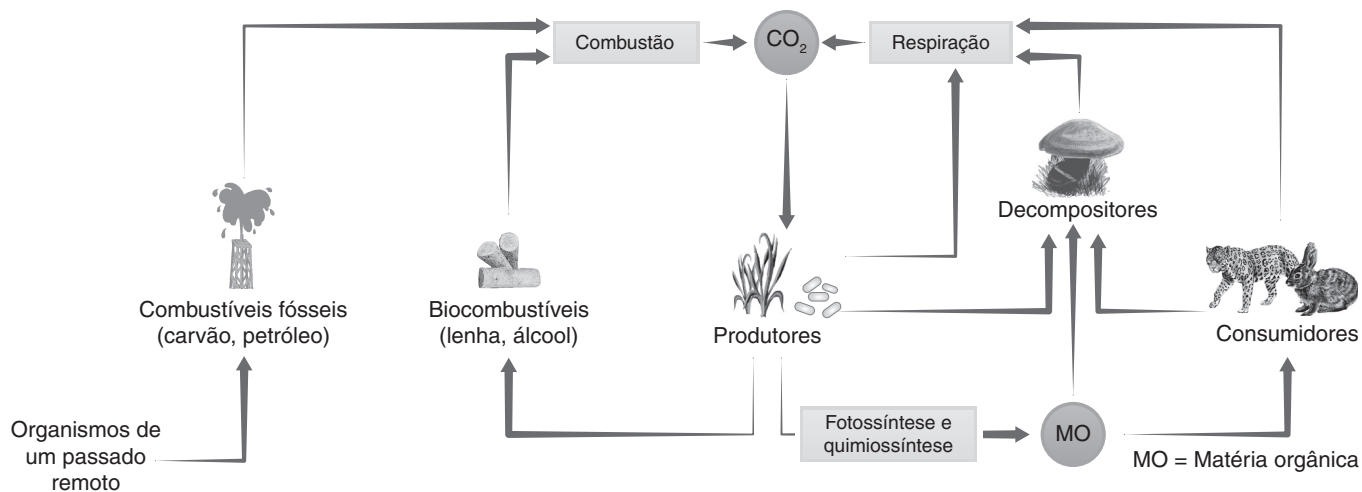 Combustão
CO₂
Respiração
Decompositores
Combustíveis fósseis
(carvão, petróleo)
Biocombustíveis
(lenha, álcool)
Produtores
Consumidores
Organismos de
um passado
remoto
Fotossíntese e
quimiossíntese
MO
MO = Matéria orgânica